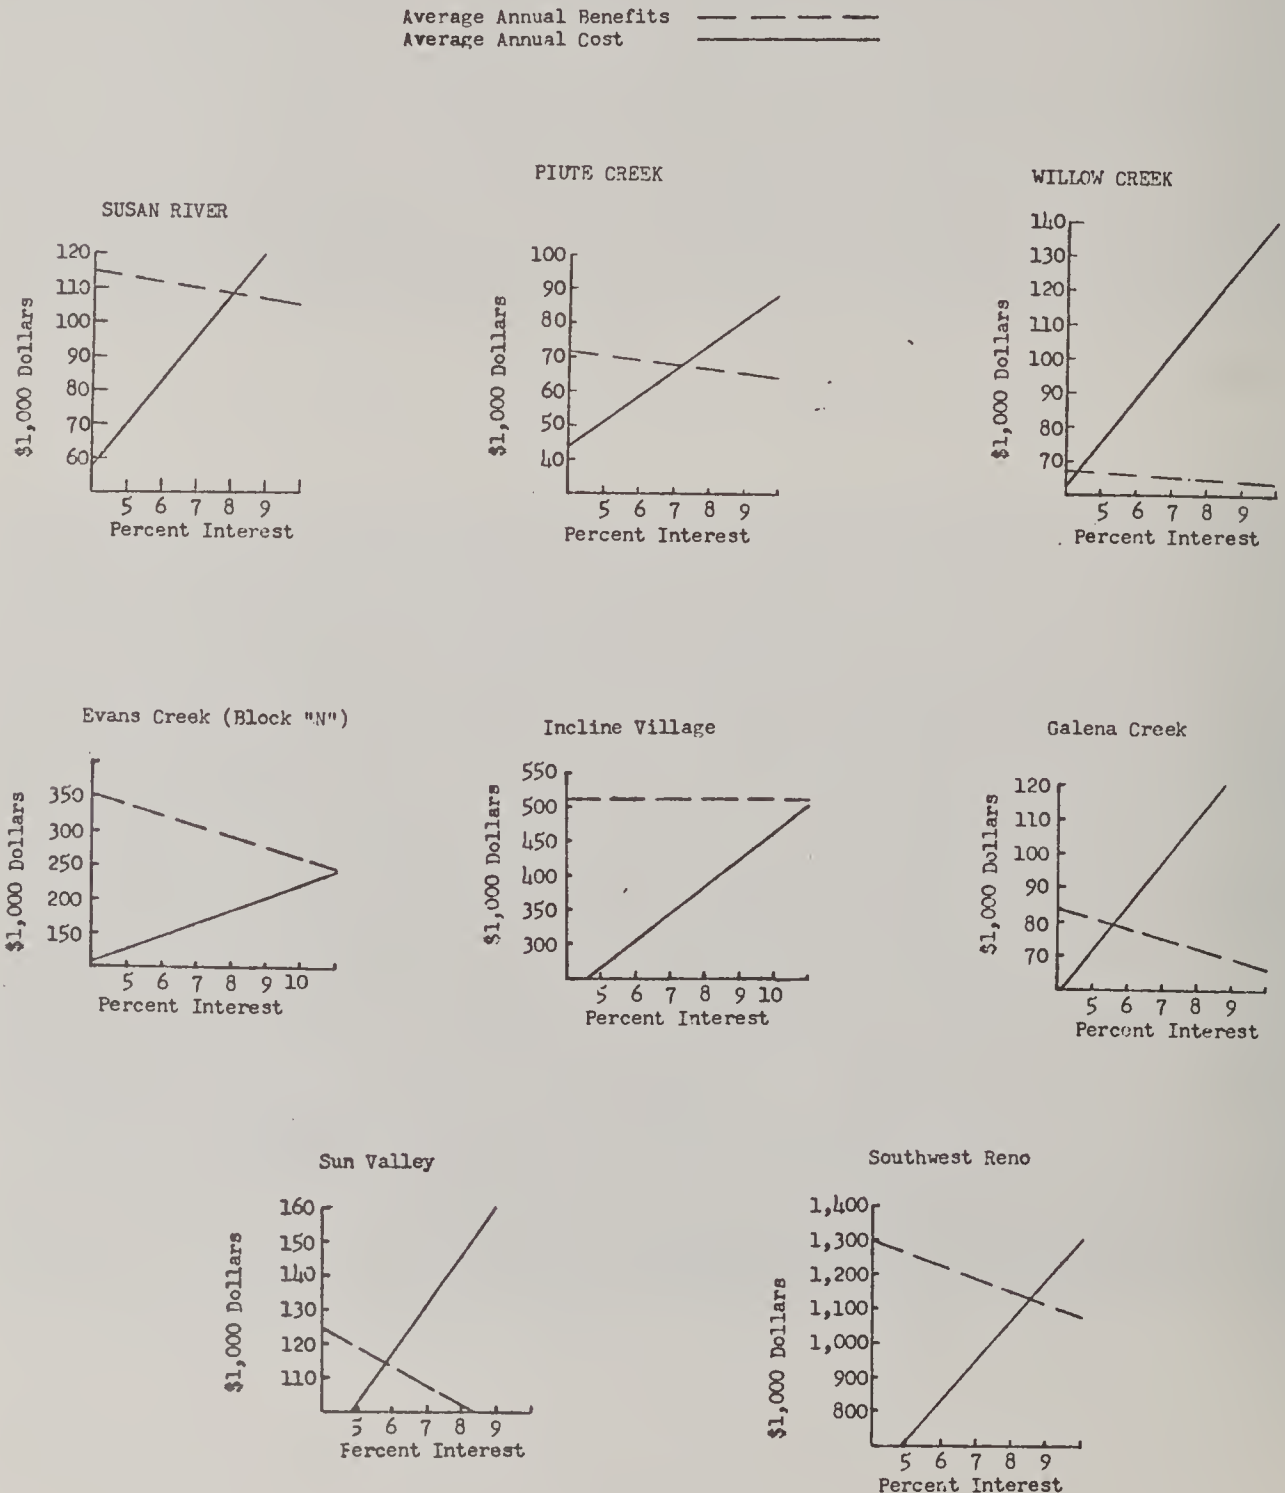 Average Annual Benefits
Average Annual Cost
SUSAN RIVER
120
110
100
90
80
70
60
$1,000 Dollars
5 6 7 8 9
Percent Interest
PIUTE CREEK
100
90
80
70
60
50
40
$1,000 Dollars
5 6 7 8 9
Percent Interest
WILLOW CREEK
140
130
120
110
100
90
80
70
$1,000 Dollars
5 6 7 8 9
Percent Interest
Evans Creek (Block "N")
350
300
250
200
150
$1,000 Dollars
5 6 7 8 9 10
Percent Interest
Incline Village
550
500
450
400
350
300
$1,000 Dollars
5 6 7 8 9 10
Percent Interest
Galena Creek
120
110
100
90
80
70
$1,000 Dollars
5 6 7 8 9
Percent Interest
Sun Valley
160
150
140
130
120
110
$1,000 Dollars
5 6 7 8 9
Percent Interest
Southwest Reno
1,400
1,300
1,200
1,100
1,000
900
800
$1,000 Dollars
5 6 7 8 9
Percent Interest